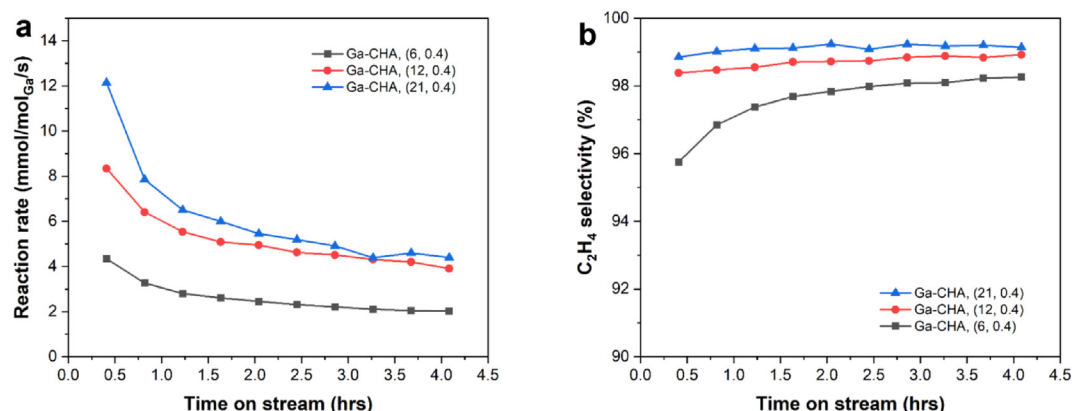 a
Reaction rate (mmol/mol_Ga/s)
14
12
10
8
6
4
2
0
Ga-CHA, (6, 0.4)
Ga-CHA, (12, 0.4)
Ga-CHA, (21, 0.4)
0.0 0.5 1.0 1.5 2.0 2.5 3.0 3.5 4.0 4.5
Time on stream (hrs)
b
C₂H₄ selectivity (%)
100
98
96
94
92
90
Ga-CHA, (21, 0.4)
Ga-CHA, (12, 0.4)
Ga-CHA, (6, 0.4)
0.0 0.5 1.0 1.5 2.0 2.5 3.0 3.5 4.0 4.5
Time on stream (hrs)